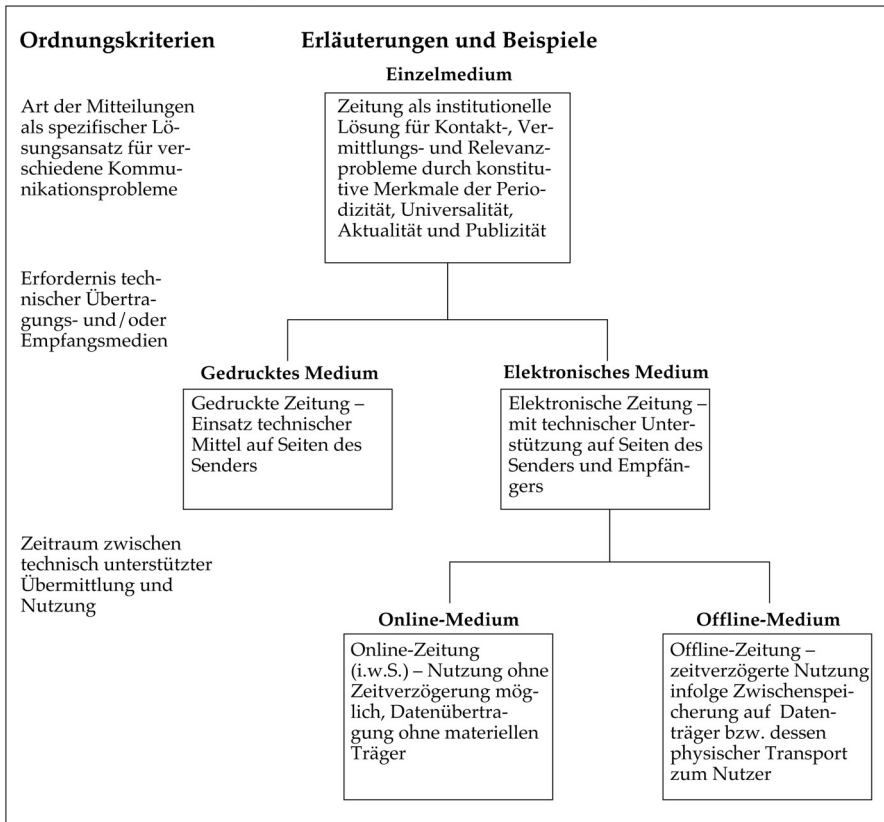 Ordnungskriterien
Erläuterungen und Beispiele
Einzelmedium
Art der Mitteilungen
als spezifischer Lö-
sungsansatz für ver-
schiedene Kommu-
nikationsprobleme
Zeitung als institutionelle
Lösung für Kontakt-, Ver-
mittlungs- und Relevanz-
probleme durch konstitu-
tive Merkmale der Perio-
dizität, Universalität,
Aktualität und Publizität
Erfordernis tech-
nischer Übertra-
gungs- und/oder
Empfangsmedien
Gedrucktes Medium
Gedruckte Zeitung –
Einsatz technischer
Mittel auf Seiten des
Senders
Elektronisches Medium
Elektronische Zeitung –
mit technischer Unter-
stützung auf Seiten des
Senders und Empfän-
gers
Zeitraum zwischen
technisch unterstützter
Übermittlung und
Nutzung
Online-Medium
Online-Zeitung
(i.w.S.) – Nutzung ohne
Zeitverzögerung mög-
lich, Datenübertra-
gung ohne materiellen
Träger
Offline-Medium
Offline-Zeitung –
zeitverzögerte Nutzung
infolge Zwischenspei-
cherung auf Daten-
träger bzw. dessen
physischer Transport
zum Nutzer